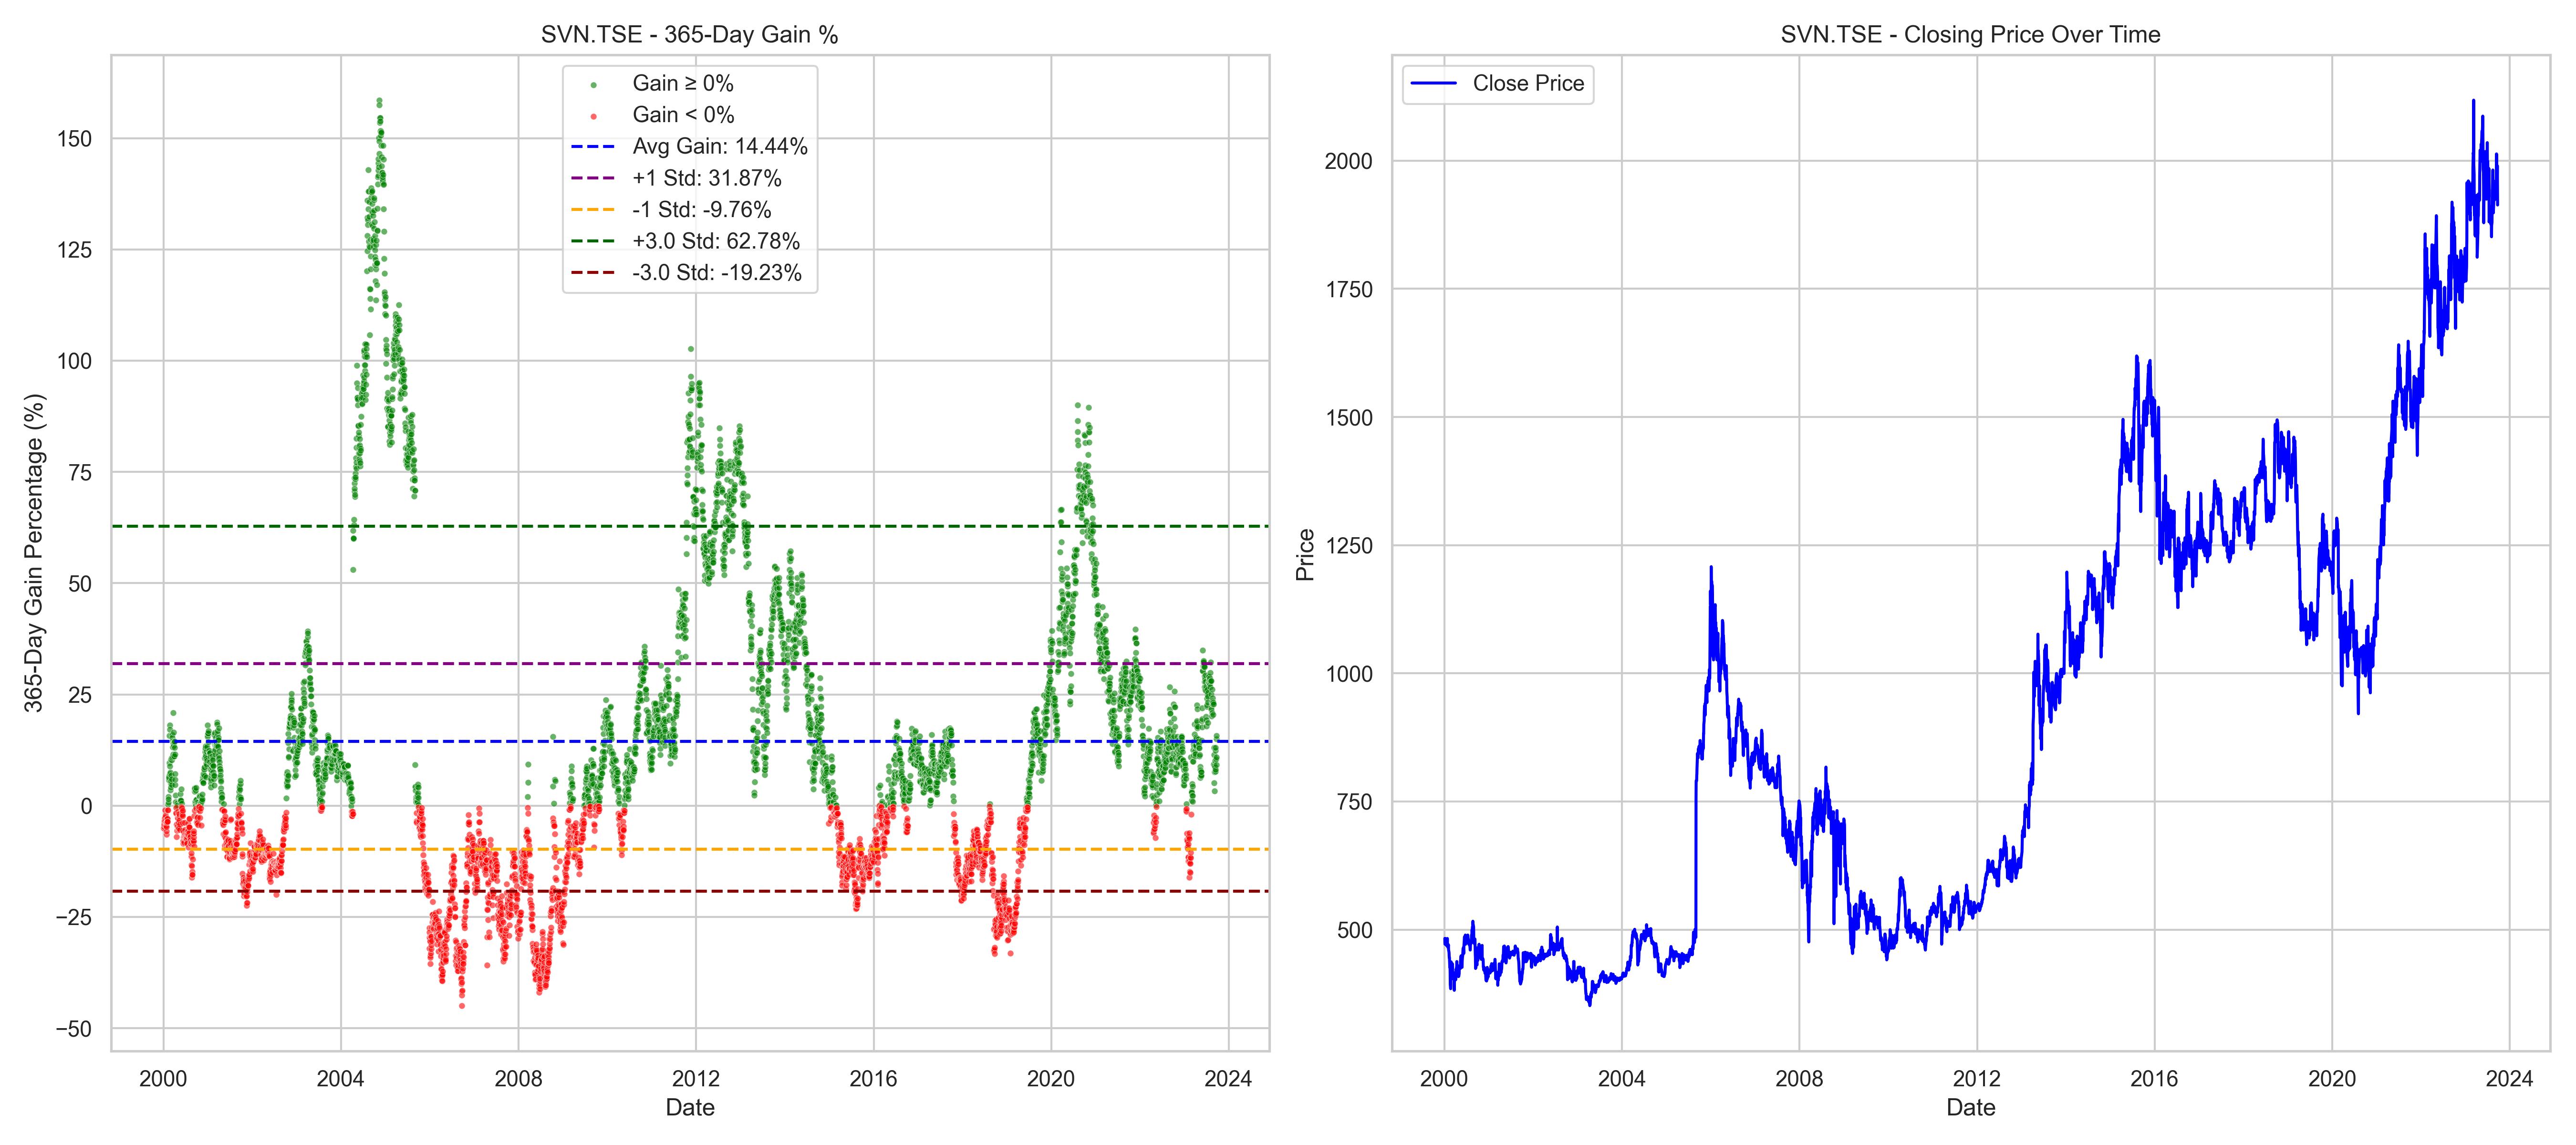 SVN.TSE - 365-Day Gain %
Gain ≥ 0%
Gain < 0%
Avg Gain: 14.44%
+1 Std: 31.87%
-1 Std: -9.76%
+3.0 Std: 62.78%
-3.0 Std: -19.23%
365-Day Gain Percentage (%)
150
125
100
75
50
25
0
−25
−50
2000 2004 2008 2012 2016 2020 2024
Date
SVN.TSE - Closing Price Over Time
Close Price
Price
2000
1750
1500
1250
1000
750
500
2000 2004 2008 2012 2016 2020 2024
Date